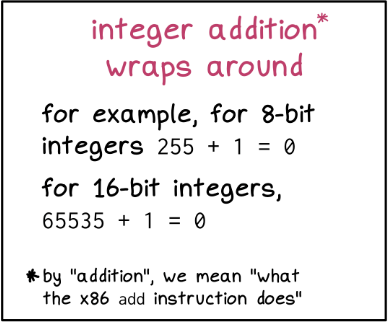 integer addition*
wraps around
for example, for 8-bit
integers 255 + 1 = 0
for 16-bit integers,
65535 + 1 = 0
* by "addition", we mean "what
the x86 add instruction does"